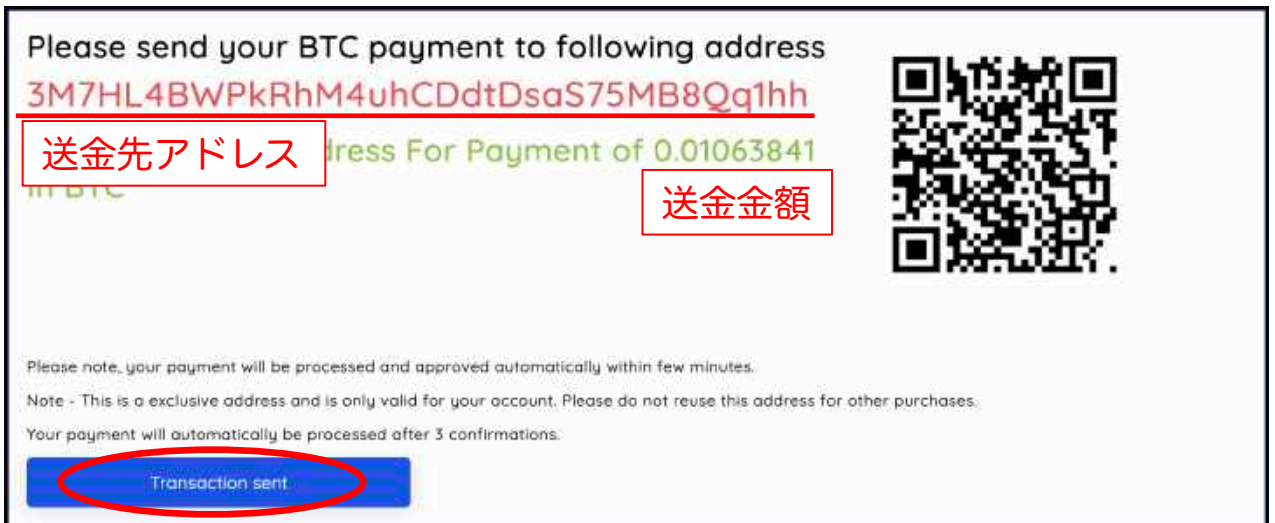 Please send your BTC payment to following address
3M7HL4BWPkRhM4uhCDdtDsaS75MB8Qq1hh
送金先アドレス
dress For Payment of 0.01063841
in BTC
送金金額
Please note, your payment will be processed and approved automatically within few minutes.
Note - This is a exclusive address and is only valid for your account. Please do not reuse this address for other purchases.
Your payment will automatically be processed after 3 confirmations.
Transaction sent